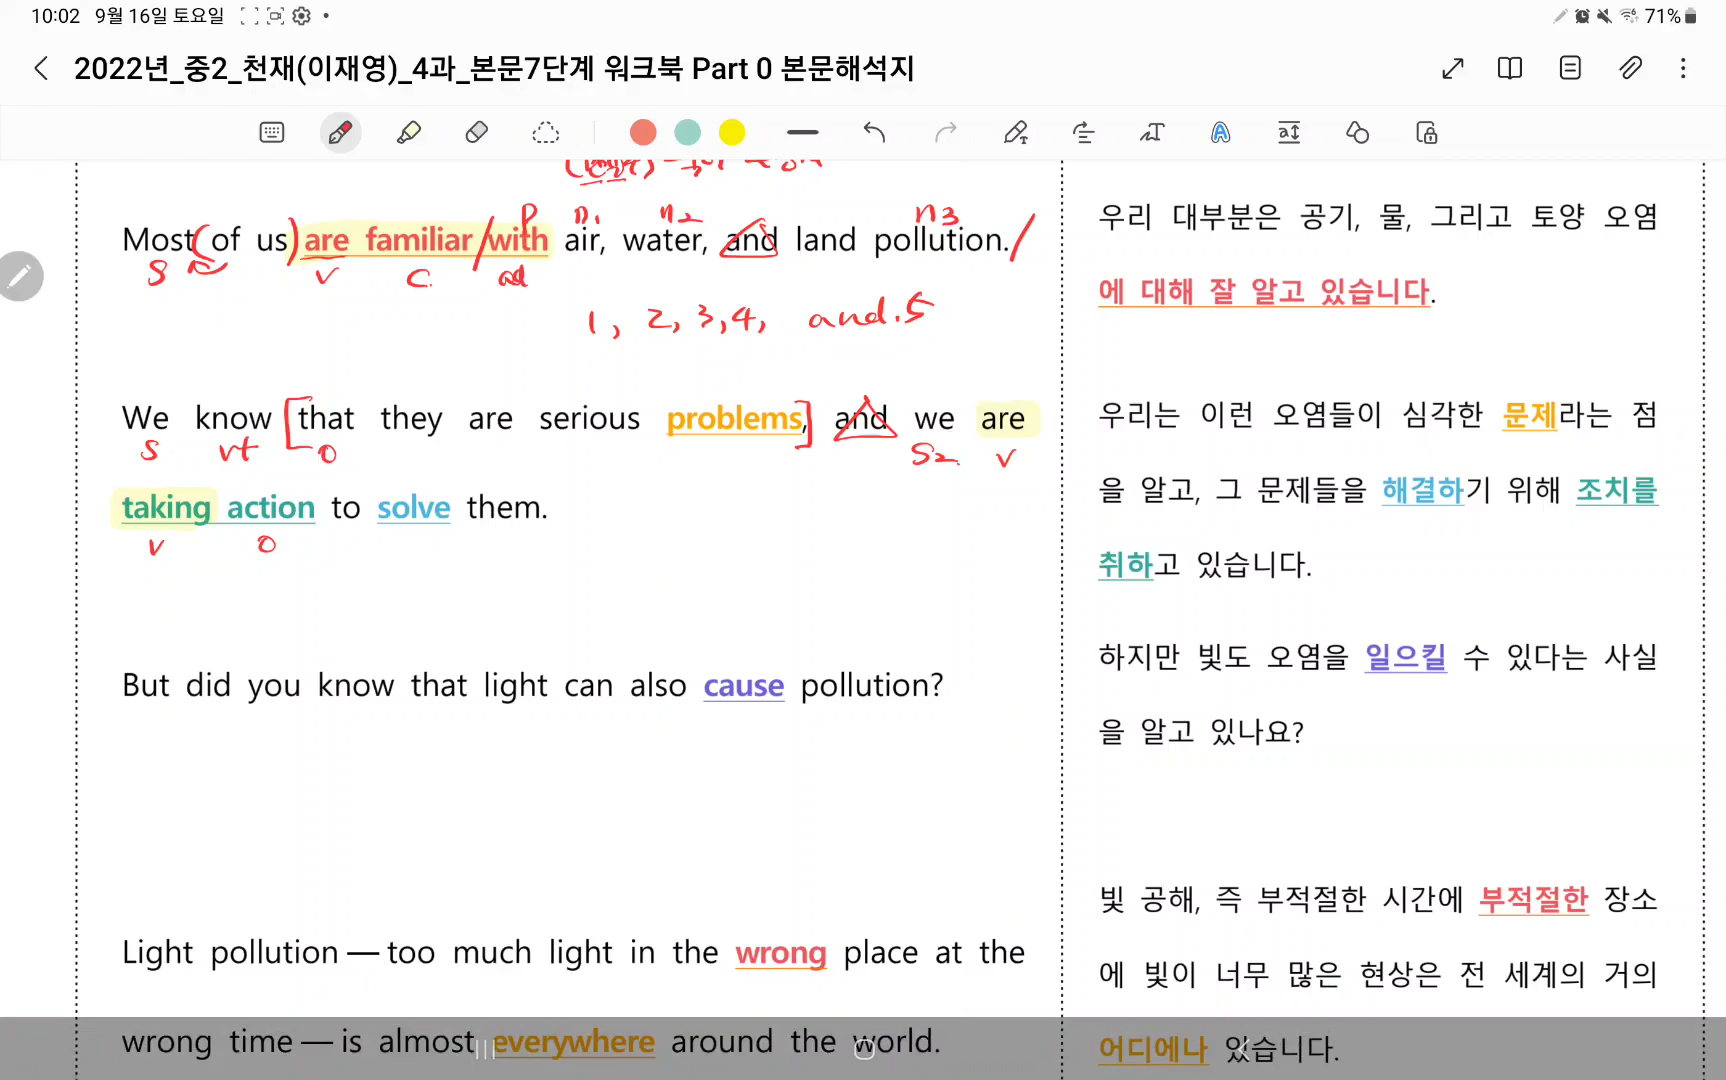 10:02 9월 16일 토요일
71%
2022년_중2_천재(이재영)_4과_본문7단계 워크북 Part 0 본문해석지
P n1 n2 n3
Most of us are familiar with air, water, and land pollution.
S v C. ad
1, 2, 3, 4, and. 5
We know that they are serious problems, and we are
S vt O S2 v
taking action to solve them.
v O
But did you know that light can also cause pollution?
Light pollution — too much light in the wrong place at the
wrong time — is almost everywhere around the world.
우리 대부분은 공기, 물, 그리고 토양 오염
에 대해 잘 알고 있습니다.
우리는 이런 오염들이 심각한 문제라는 점
을 알고, 그 문제들을 해결하기 위해 조치를
취하고 있습니다.
하지만 빛도 오염을 일으킬 수 있다는 사실
을 알고 있나요?
빛 공해, 즉 부적절한 시간에 부적절한 장소
에 빛이 너무 많은 현상은 전 세계의 거의
어디에나 있습니다.